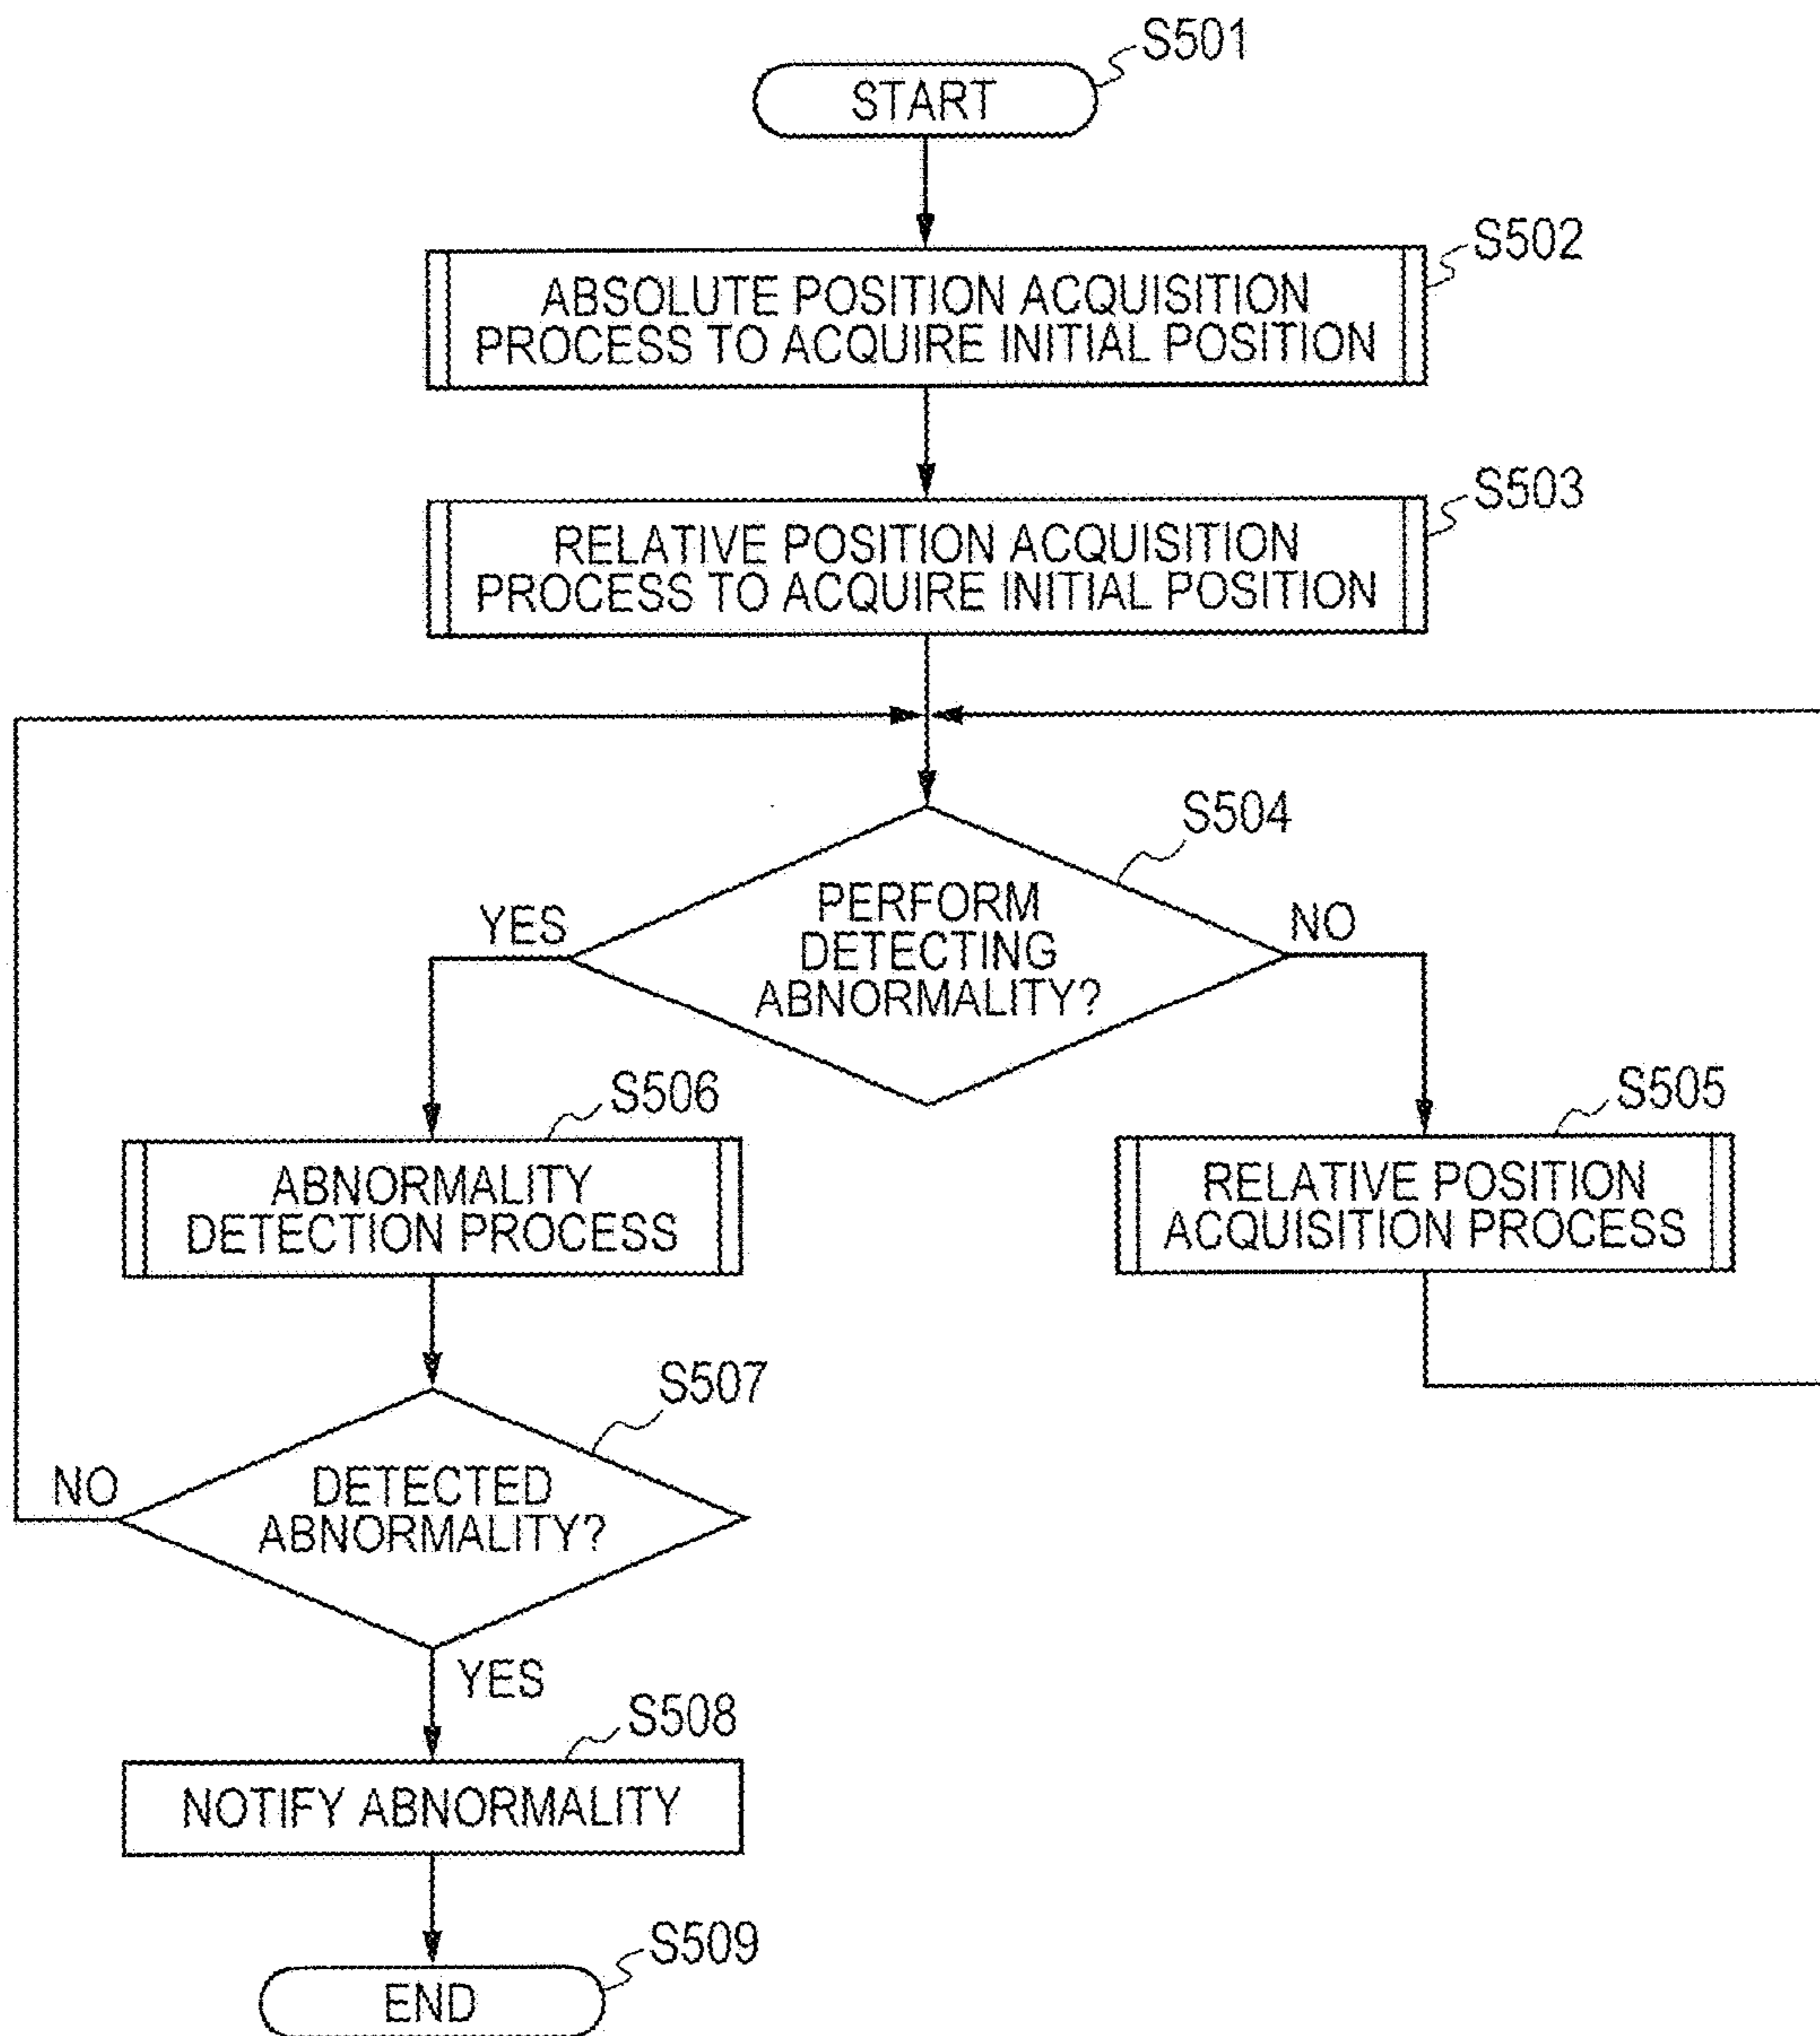 S501
START
S502
ABSOLUTE POSITION ACQUISITION
PROCESS TO ACQUIRE INITIAL POSITION
S503
RELATIVE POSITION ACQUISITION
PROCESS TO ACQUIRE INITIAL POSITION
S504
PERFORM
DETECTING
ABNORMALITY?
YES
NO
S506
ABNORMALITY
DETECTION PROCESS
S505
RELATIVE POSITION
ACQUISITION PROCESS
S507
DETECTED
ABNORMALITY?
NO
YES
S508
NOTIFY ABNORMALITY
S509
END